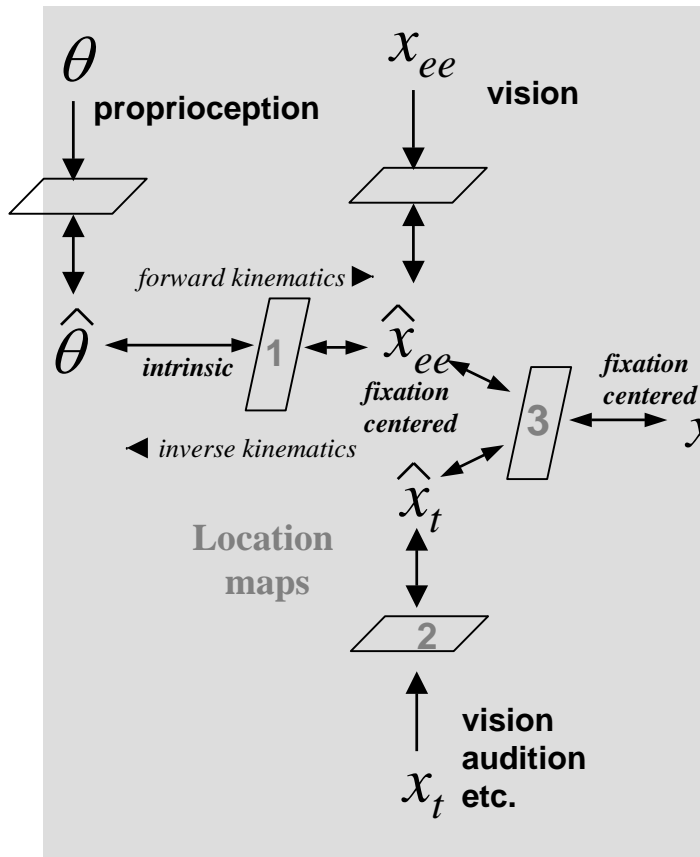 θ
x_ee
proprioception
vision
forward kinematics
θ̂
intrinsic
1
x̂_ee
fixation
centered
fixation
centered
3
inverse kinematics
x̂_t
Location
maps
2
vision
audition
etc.
x_t